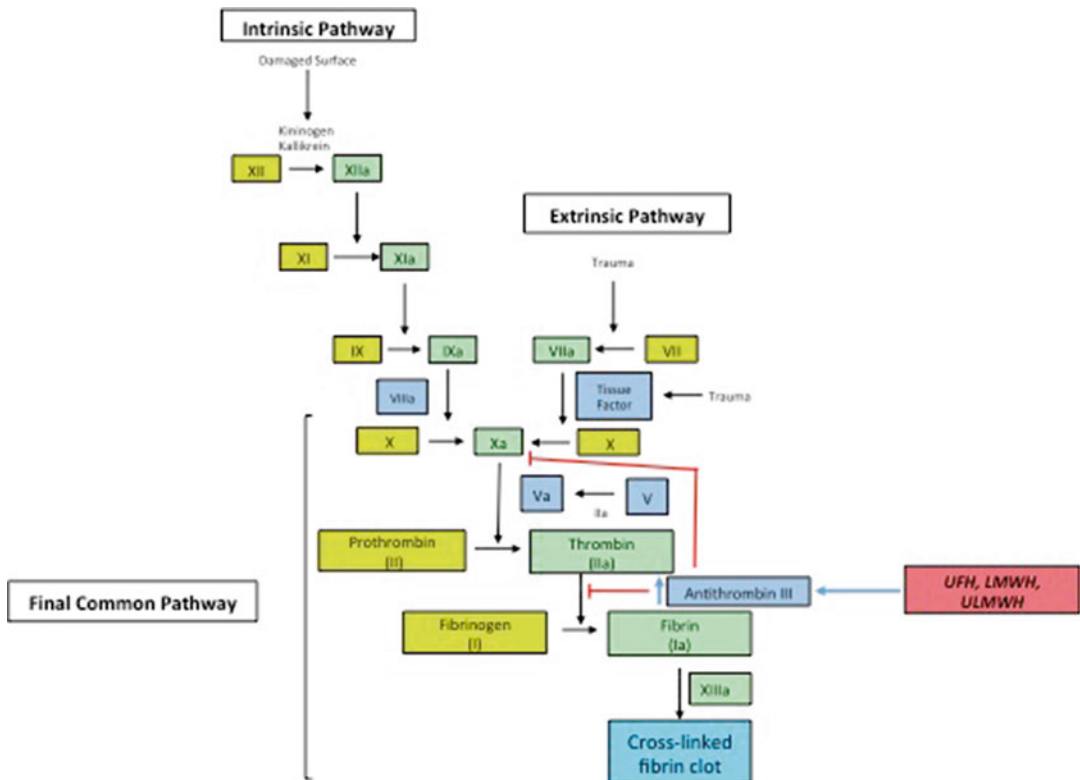 Intrinsic Pathway
Damaged Surface
Kininogen
Kallikrein
XII
XIIa
Extrinsic Pathway
XI
XIa
Trauma
IX
IXa
VIIa
VII
VIIIa
Tissue
Factor
Trauma
X
Xa
X
Va
V
IIa
Prothrombin
(II)
Thrombin
(IIa)
Final Common Pathway
Antithrombin III
UFH, LMWH,
ULMWH
Fibrinogen
(I)
Fibrin
(Ia)
XIIIa
Cross-linked
fibrin clot